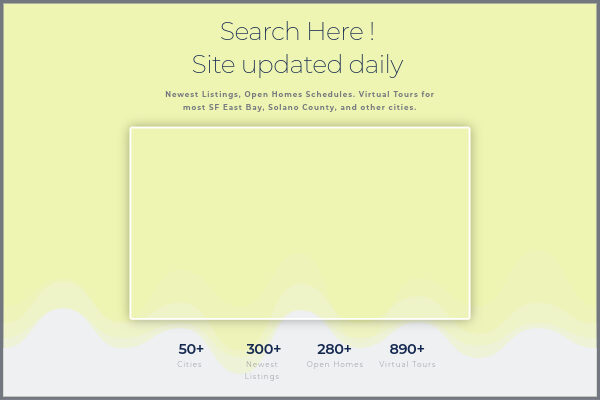 Search Here !
Site updated daily
Newest Listings, Open Homes Schedules. Virtual Tours for
most SF East Bay, Solano County, and other cities.
50+ 300+ 280+ 890+
Cities Newest Open Homes Virtual Tours
Listings